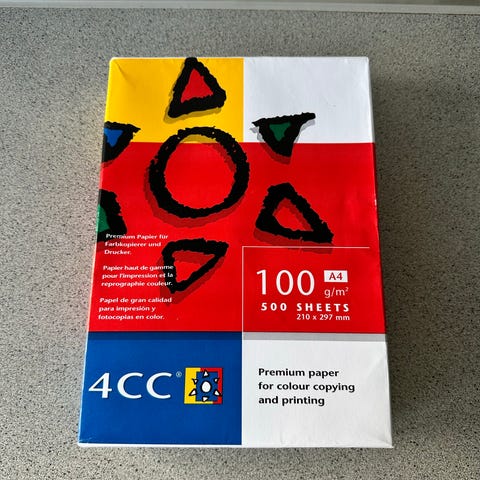 Premium Papier für
Farbkopierer und
Drucker.
Papier haut de gamme
pour l'impression et la
reprographie couleur.
Papel de gran calidad
para impresión y
fotocopias en color.
100 g/m² A4
500 SHEETS
210 x 297 mm
4CC®
Premium paper
for colour copying
and printing